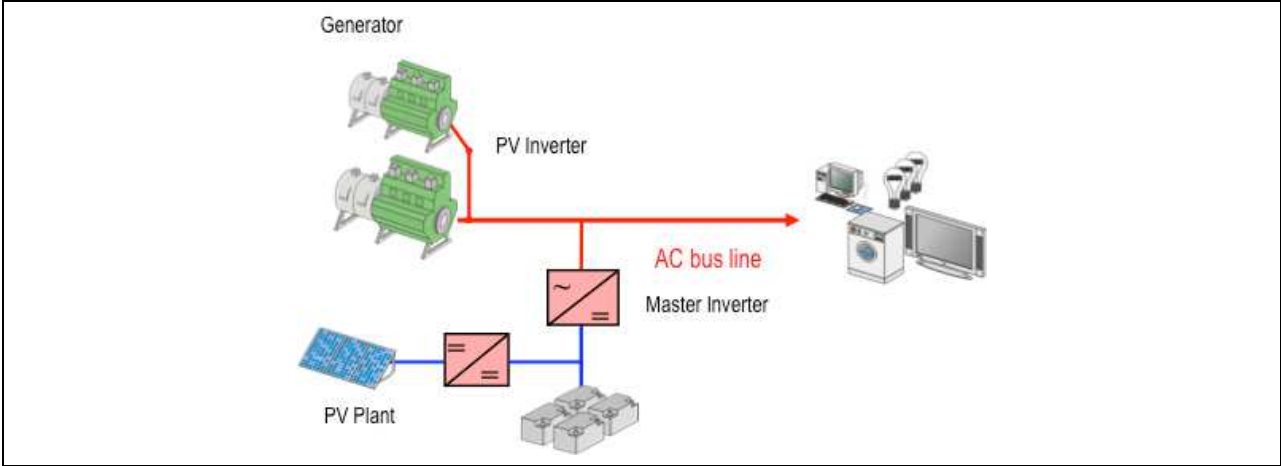 Generator
PV Inverter
AC bus line
Master Inverter
PV Plant